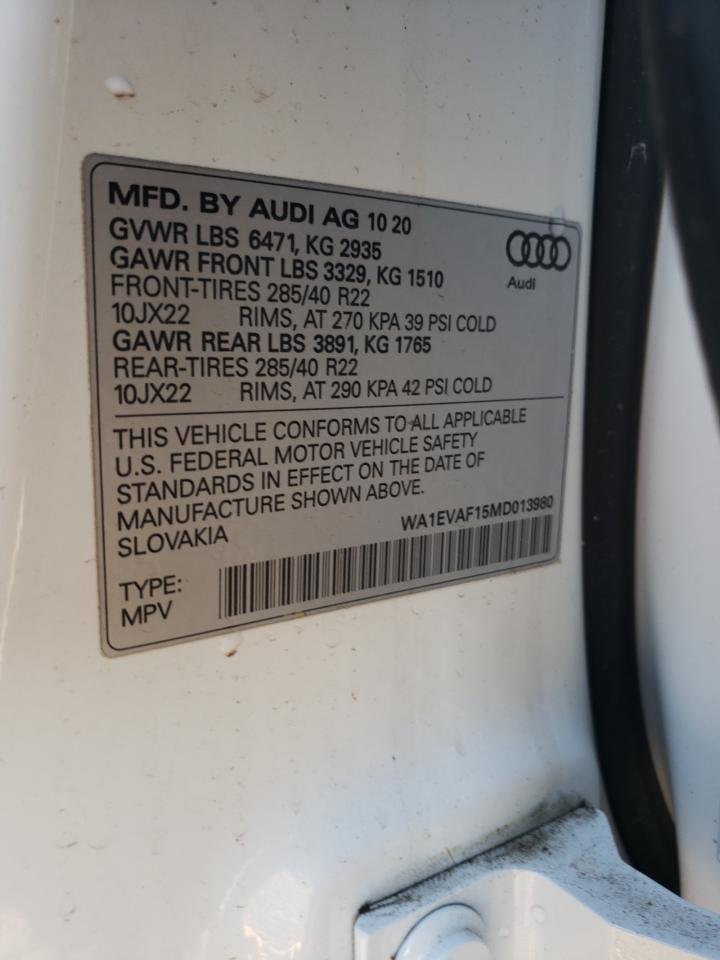 MFD. BY AUDI AG 10 20
GVWR LBS 6471, KG 2935
GAWR FRONT LBS 3329, KG 1510
FRONT-TIRES 285/40 R22
10JX22 RIMS, AT 270 KPA 39 PSI COLD
GAWR REAR LBS 3891, KG 1765
REAR-TIRES 285/40 R22
10JX22 RIMS, AT 290 KPA 42 PSI COLD
Audi
THIS VEHICLE CONFORMS TO ALL APPLICABLE
U.S. FEDERAL MOTOR VEHICLE SAFETY
STANDARDS IN EFFECT ON THE DATE OF
MANUFACTURE SHOWN ABOVE.
SLOVAKIA
WA1EVAF15MD013980
TYPE:
MPV